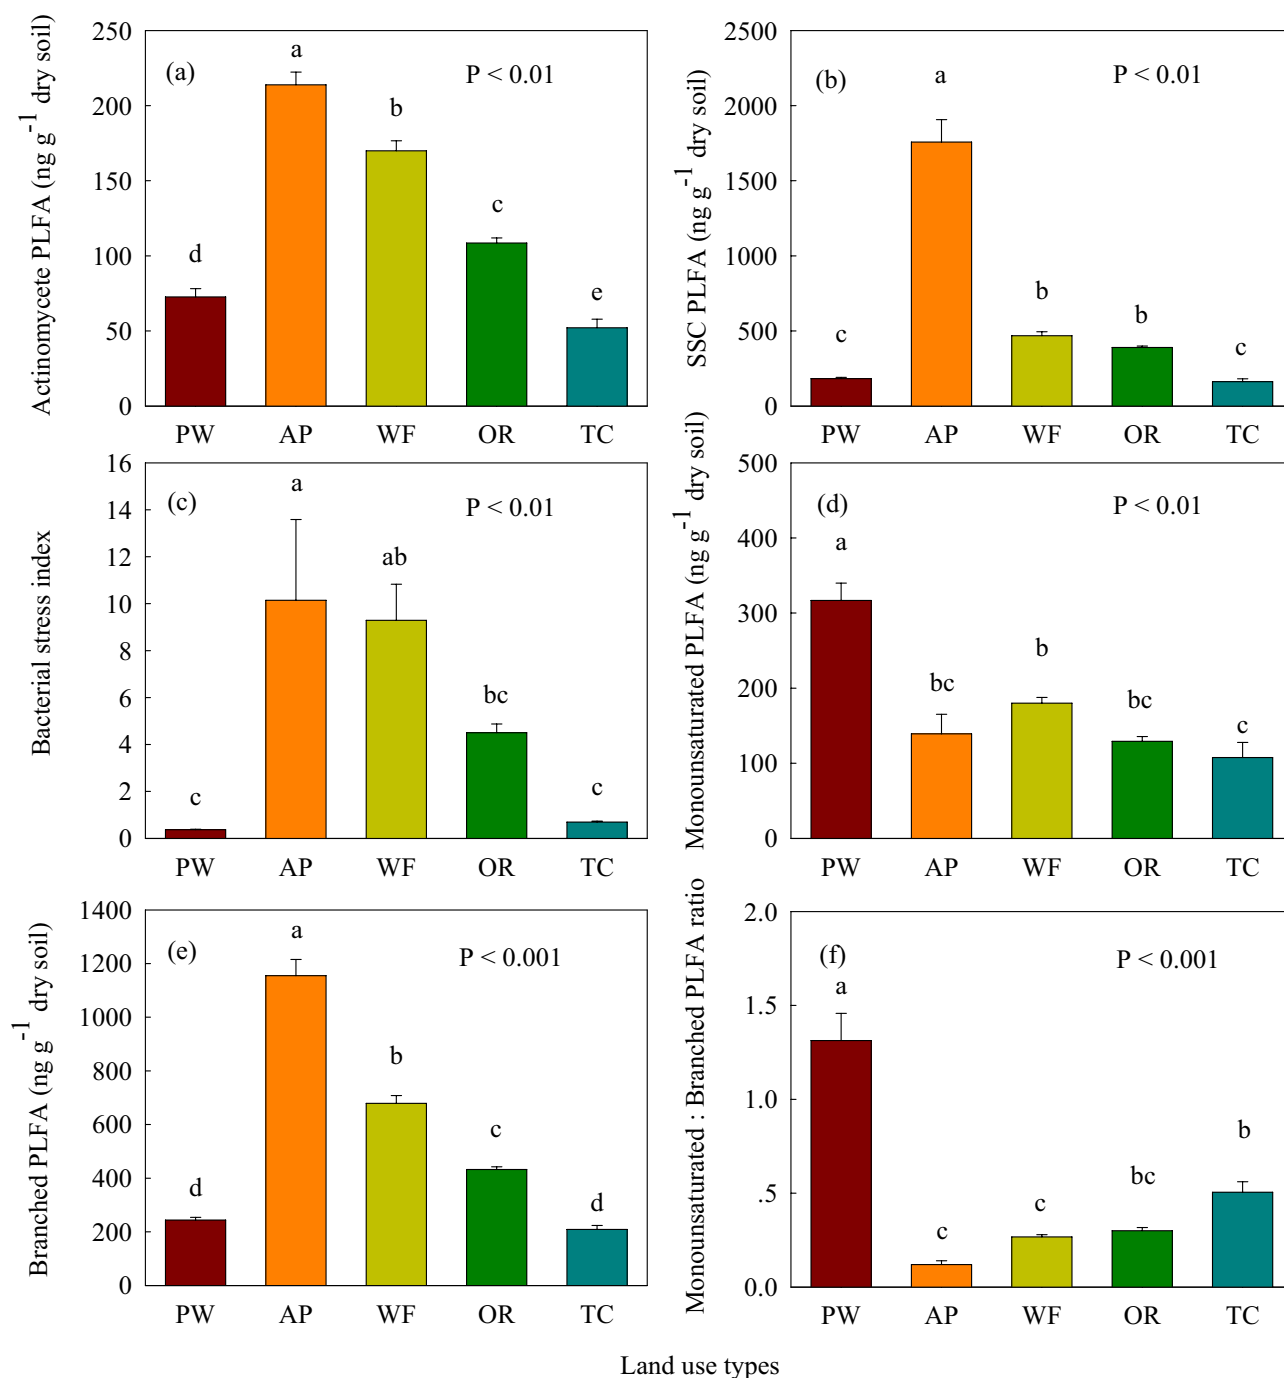 Actinomycete PLFA (ng g-1 dry soil)
250
200
150
100
50
0
(a)
P < 0.01
d
a
b
c
e
PW AP WF OR TC
SSC PLFA (ng g-1 dry soil)
2500
2000
1500
1000
500
0
(b)
P < 0.01
c
a
b
b
c
PW AP WF OR TC
Bacterial stress index
16
14
12
10
8
6
4
2
0
(c)
P < 0.01
c
a
ab
bc
c
PW AP WF OR TC
Monounsaturated PLFA (ng g-1 dry soil)
500
400
300
200
100
0
(d)
P < 0.01
a
bc
b
bc
c
PW AP WF OR TC
Branched PLFA (ng g-1 dry soil)
1400
1200
1000
800
600
400
200
0
(e)
P < 0.001
d
a
b
c
d
PW AP WF OR TC
Monounsaturated : Branched PLFA ratio
2.0
1.5
1.0
.5
0.0
(f)
P < 0.001
a
c
c
bc
b
PW AP WF OR TC
Land use types